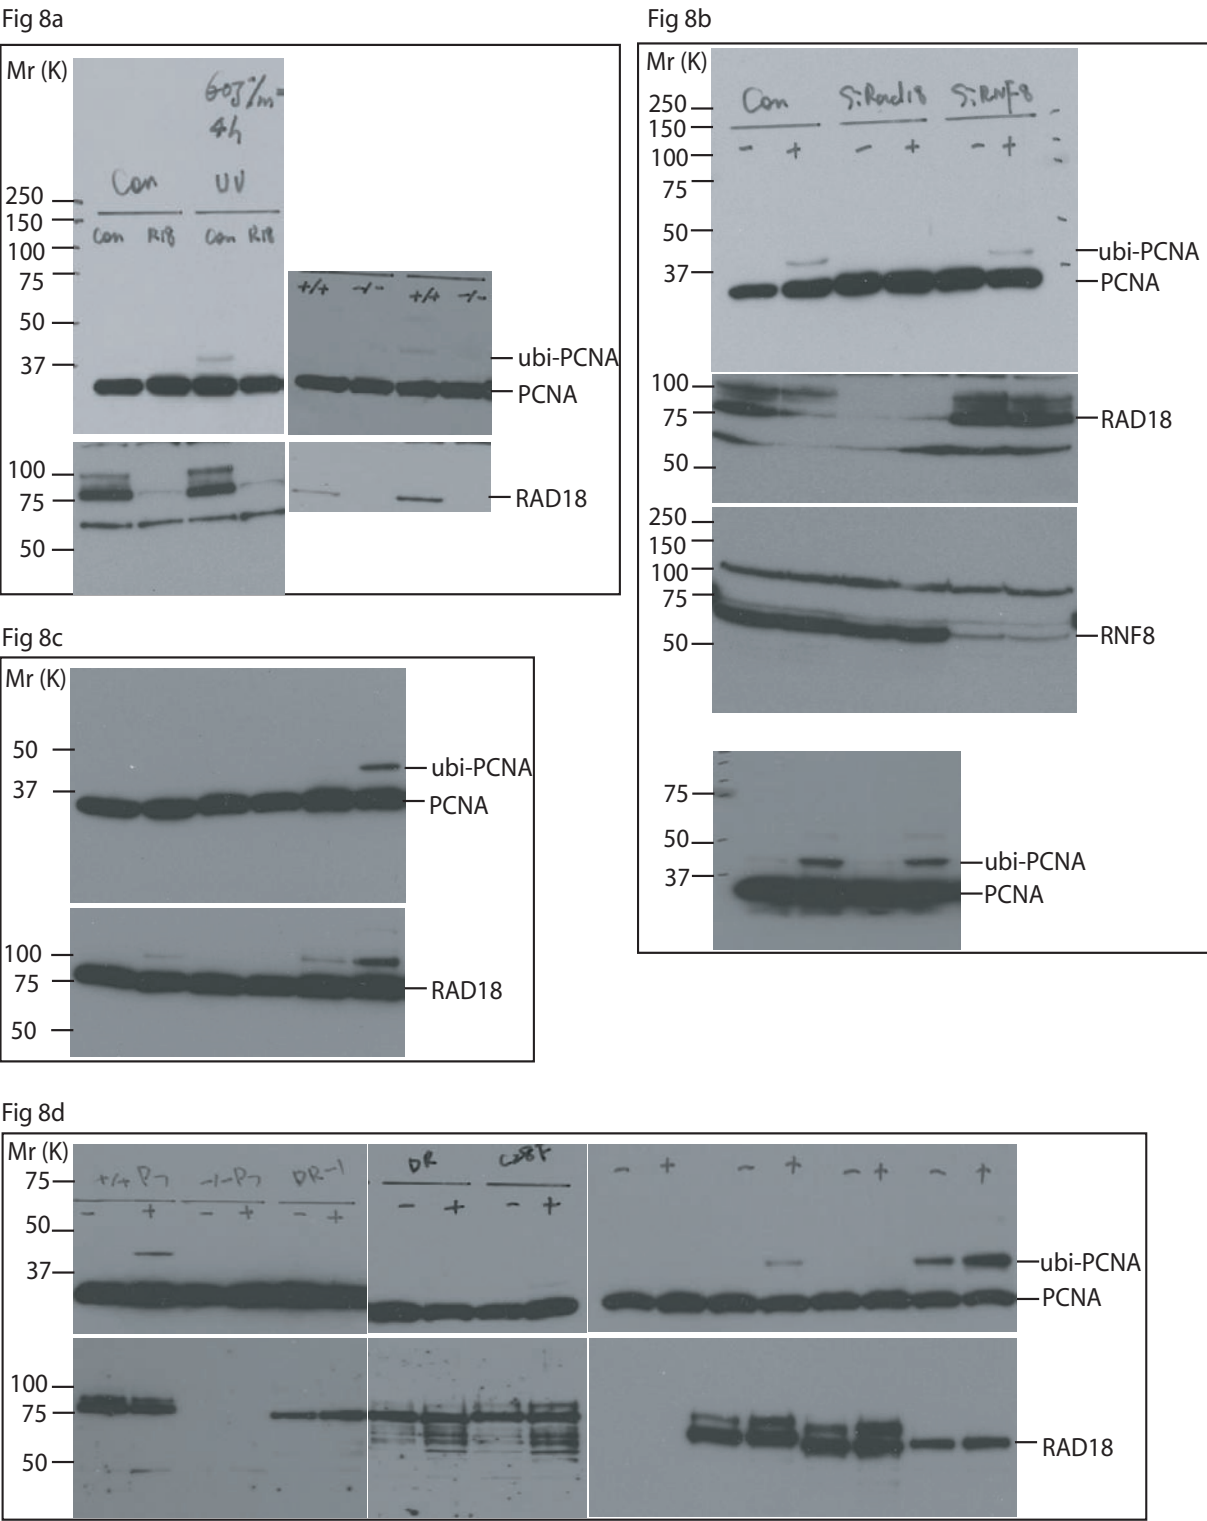 Fig 8a
Mr (K)
4h
Con UV
Con R18 Con R18
250
150
100
75
50
37
+/+ -/- +/+ -/-
ubi-PCNA
PCNA
100
75
50
RAD18
Fig 8b
Mr (K)
Con SiRad18 SiRNF8
- + - + - +
250
150
100
75
50
37
ubi-PCNA
PCNA
100
75
50
RAD18
250
150
100
75
50
RNF8
75
50
37
ubi-PCNA
PCNA
Fig 8c
Mr (K)
50
37
ubi-PCNA
PCNA
100
75
50
RAD18
Fig 8d
Mr (K)
+/+ P7 -/- P7 DR-1
- + - + - +
DR C28F
- + - +
- + - + - + - +
75
50
37
ubi-PCNA
PCNA
100
75
50
RAD18